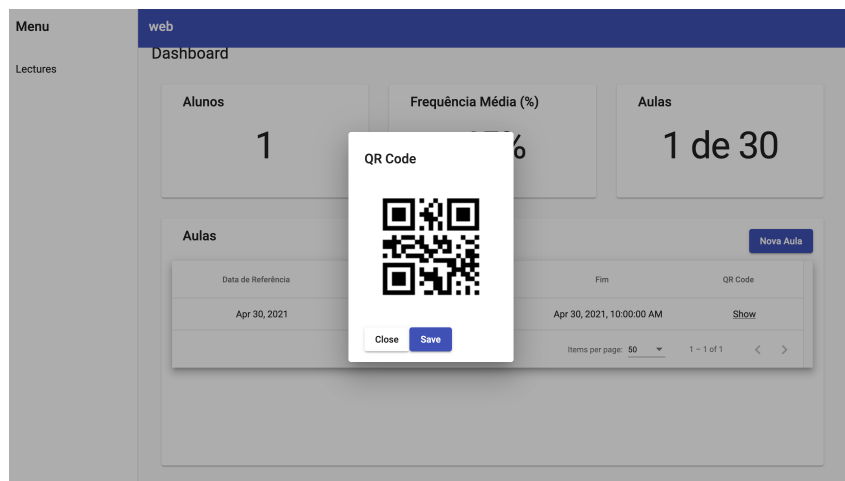 Menu
web
Lectures
Dashboard
Alunos
Frequência Média (%)
Aulas
1
%
1 de 30
QR Code
Aulas
Nova Aula
Data de Referência
Fim
QR Code
Apr 30, 2021
Apr 30, 2021, 10:00:00 AM
Show
Close
Save
Items per page: 50
1 – 1 of 1